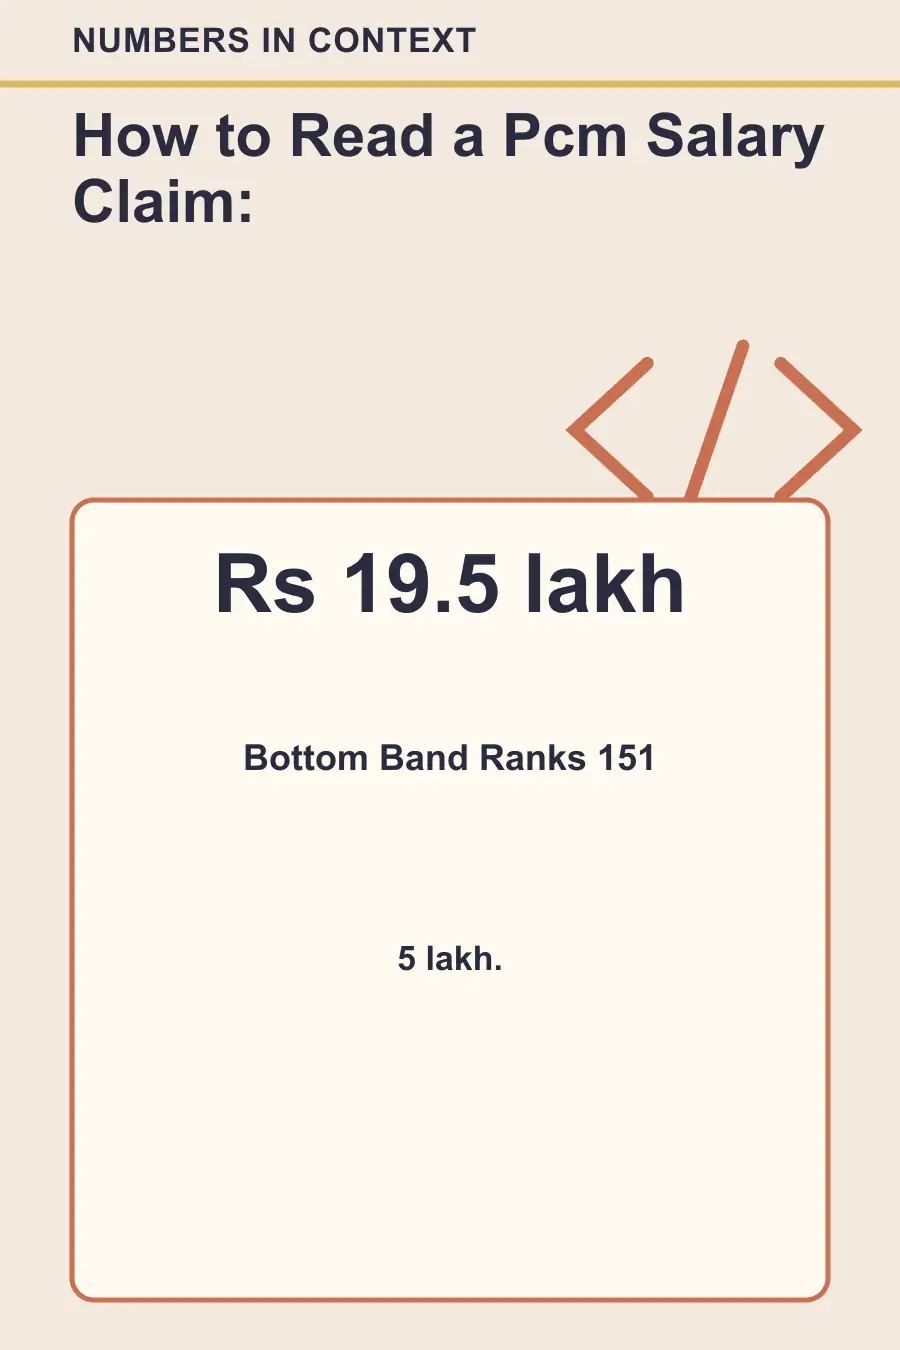 NUMBERS IN CONTEXT
How to Read a Pcm Salary
Claim:
Rs 19.5 lakh
Bottom Band Ranks 151
5 lakh.